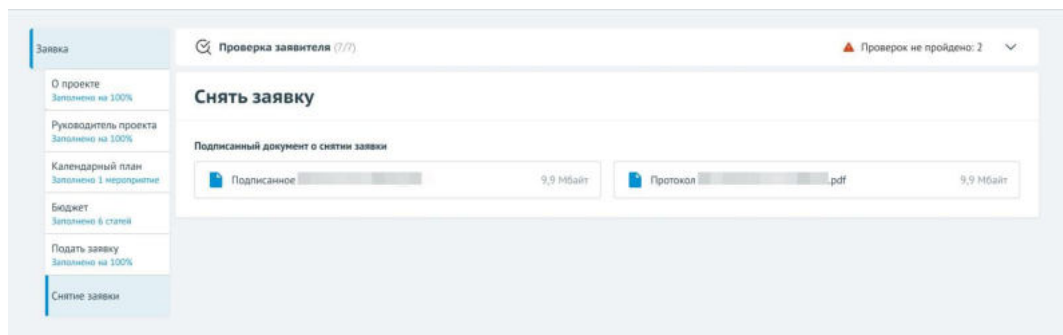 Заявка
Проверка заявителя (7/7)
Проверок не пройдено: 2
О проекте
Заполнено на 100%
Руководитель проекта
Заполнено на 100%
Календарный план
Заполнено 1 мероприятие
Бюджет
Заполнено 6 статей
Подать заявку
Заполнено на 100%
Снятие заявки
Снять заявку
Подписанный документ о снятии заявки
Подписанное
9,9 Мбайт
Протокол .pdf
9,9 Мбайт